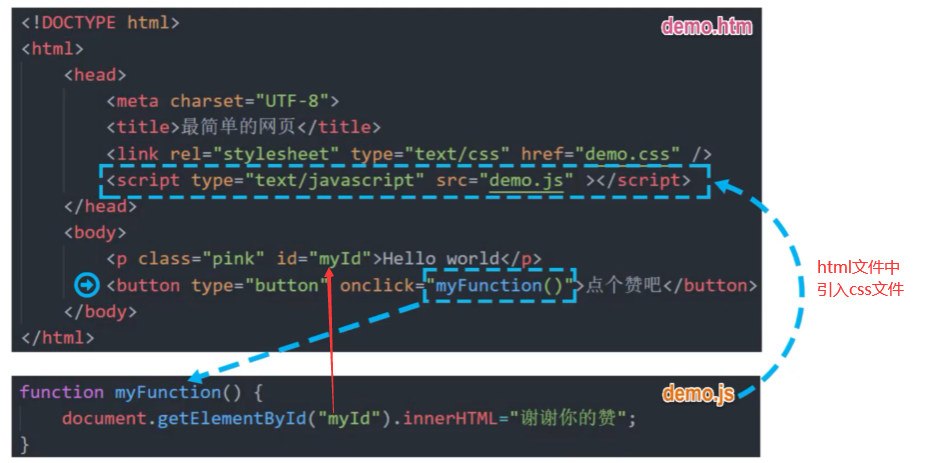 <!DOCTYPE html>
demo.htm
<html>
<head>
<meta charset="UTF-8">
<title>最简单的网页</title>
<link rel="stylesheet" type="text/css" href="demo.css" />
<script type="text/javascript" src="demo.js" ></script>
</head>
<body>
<p class="pink" id="myId">Hello world</p>
<button type="button" onclick="myFunction()">点个赞吧</button>
</body>
</html>
html文件中
引入css文件
function myFunction() {
demo.js
document.getElementById("myId").innerHTML="谢谢你的赞";
}